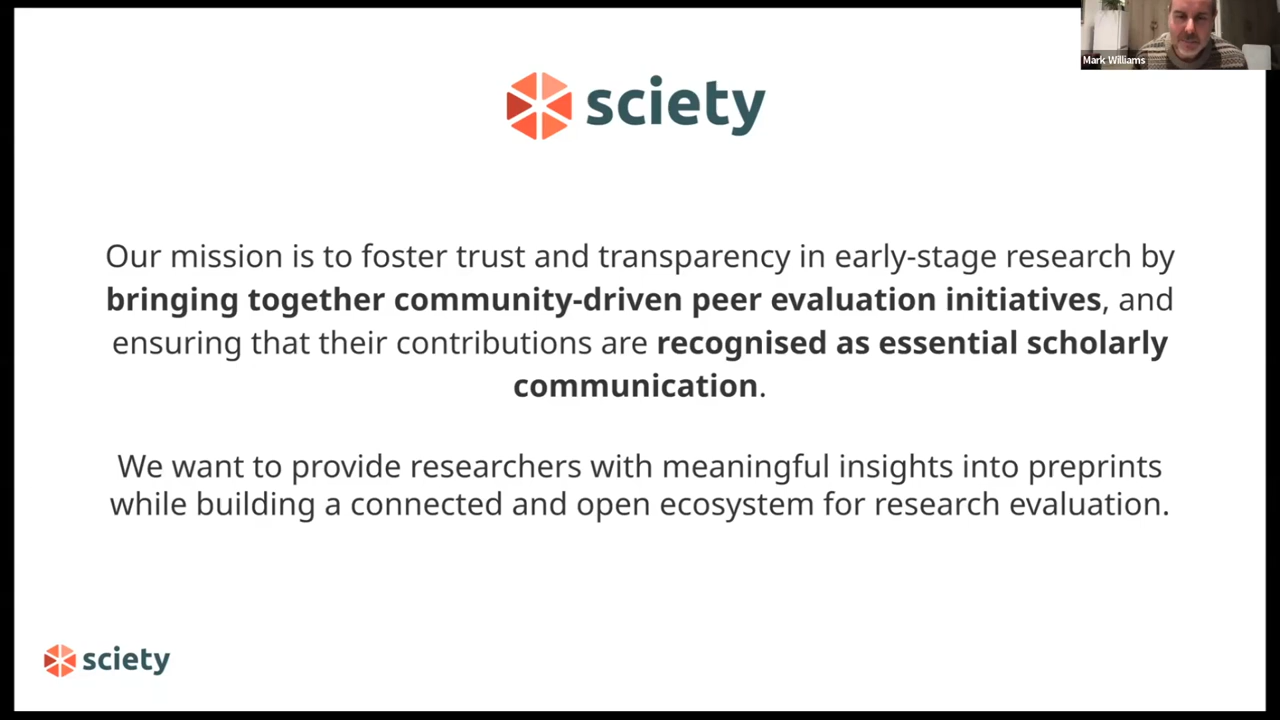 Mark Williams
sciety
Our mission is to foster trust and transparency in early-stage research by
bringing together community-driven peer evaluation initiatives, and
ensuring that their contributions are recognised as essential scholarly
communication.
We want to provide researchers with meaningful insights into preprints
while building a connected and open ecosystem for research evaluation.
sciety